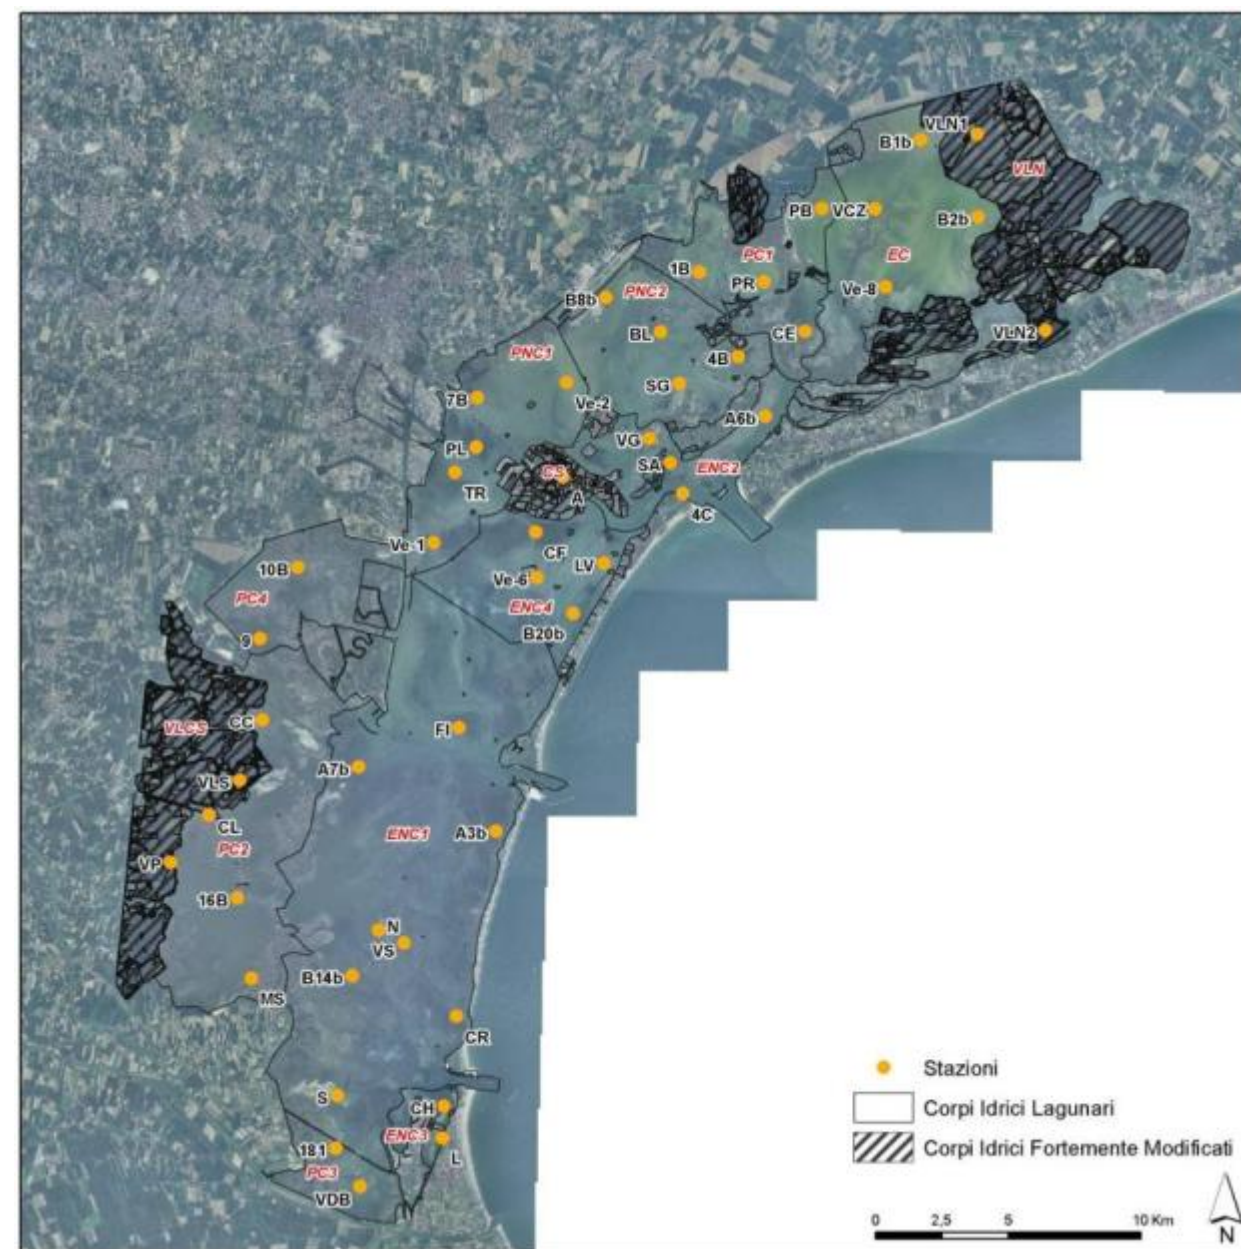 VLN1
B1b
VLN
PB
VCZ
B2b
PC1
EC
1B
PR
Ve-8
PNC2
B8b
BL
CE
VLN2
4B
PNC1
SG
7B
Ve-2
A6b
VG
PL
SA
ENC2
CS
TR
A
4C
Ve-1
CF
LV
10B
Ve-6
PC4
ENC4
B20b
9
CC
VLCS
FI
A7b
VLS
CL
ENC1
A3b
PC2
VP
16B
N
VS
B14b
MS
CR
Stazioni
S
CH
Corpi Idrici Lagunari
ENC3
181
L
Corpi Idrici Fortemente Modificati
PC3
VDB
0 2,5 5 10 Km
N